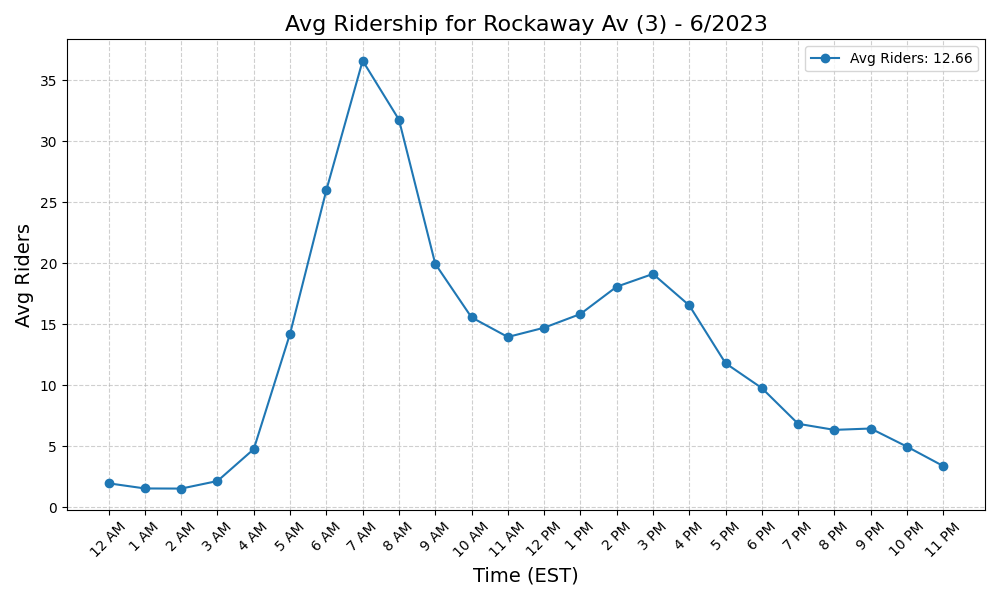 Avg Ridership for Rockaway Av (3) - 6/2023
Avg Riders: 12.66
Avg Riders
35
30
25
20
15
10
5
0
12 AM
1 AM
2 AM
3 AM
4 AM
5 AM
6 AM
7 AM
8 AM
9 AM
10 AM
11 AM
12 PM
1 PM
2 PM
3 PM
4 PM
5 PM
6 PM
7 PM
8 PM
9 PM
10 PM
11 PM
Time (EST)